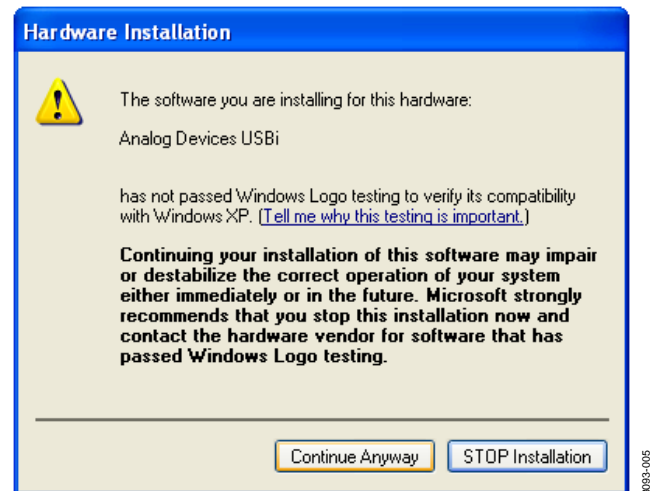 Hardware Installation
The software you are installing for this hardware:
Analog Devices USBi
has not passed Windows Logo testing to verify its compatibility
with Windows XP. (Tell me why this testing is important.)
Continuing your installation of this software may impair
or destabilize the correct operation of your system
either immediately or in the future. Microsoft strongly
recommends that you stop this installation now and
contact the hardware vendor for software that has
passed Windows Logo testing.
Continue Anyway
STOP Installation